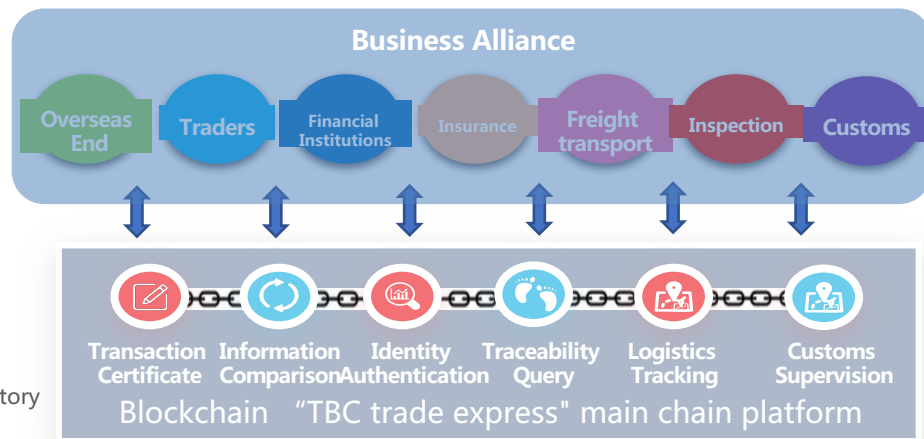 Business Alliance
Overseas
End
Traders
Financial
Institutions
Insurance
Freight
transport
Inspection
Customs
Transaction
Certificate
Information
Comparison
Identity
Authentication
Traceability
Query
Logistics
Tracking
Customs
Supervision
tory
Blockchain “TBC trade express" main chain platform